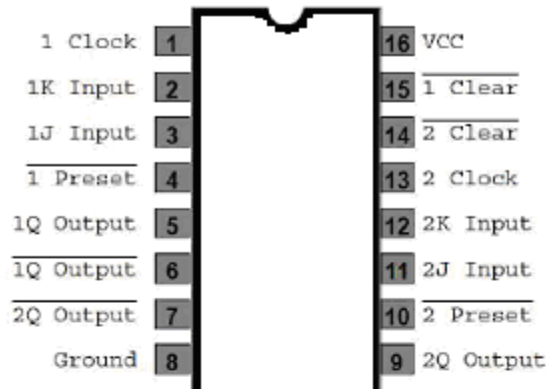 1 Clock 1
1K Input 2
1J Input 3
1 Preset 4
1Q Output 5
1Q Output 6
2Q Output 7
Ground 8
16 VCC
15 1 Clear
14 2 Clear
13 2 Clock
12 2K Input
11 2J Input
10 2 Preset
9 2Q Output